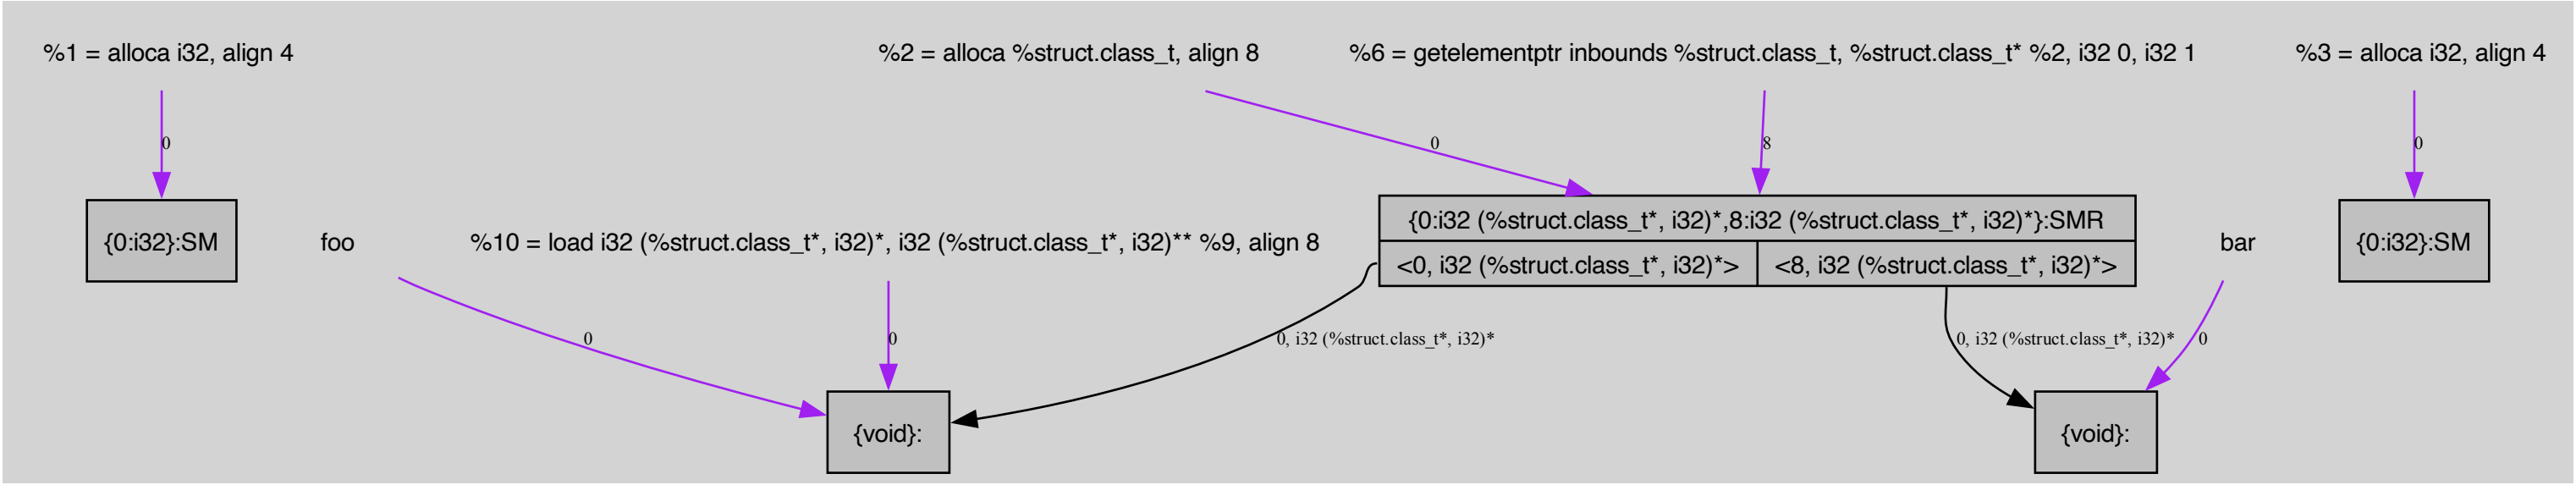 %1 = alloca i32, align 4
%2 = alloca %struct.class_t, align 8
%6 = getelementptr inbounds %struct.class_t, %struct.class_t* %2, i32 0, i32 1
%3 = alloca i32, align 4
0
0
8
0
{0:i32}:SM
foo
%10 = load i32 (%struct.class_t*, i32)*, i32 (%struct.class_t*, i32)** %9, align 8
{0:i32 (%struct.class_t*, i32)*,8:i32 (%struct.class_t*, i32)*}:SMR
<0, i32 (%struct.class_t*, i32)*>
<8, i32 (%struct.class_t*, i32)*>
bar
{0:i32}:SM
0
0
0, i32 (%struct.class_t*, i32)*
0, i32 (%struct.class_t*, i32)*
0
{void}:
{void}: